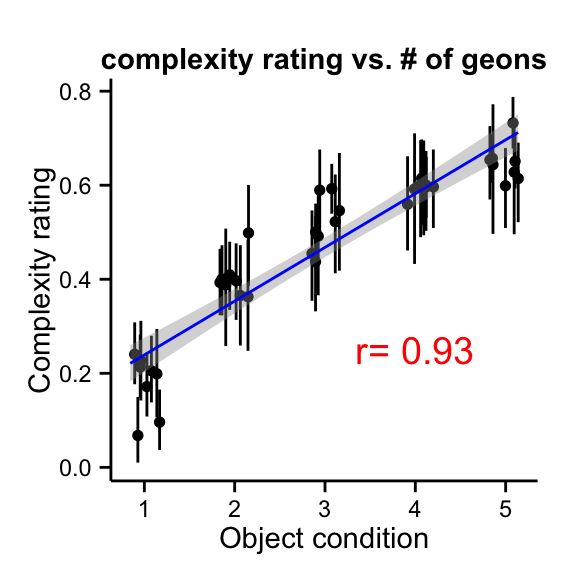 complexity rating vs. # of geons
Complexity rating
0.8
0.6
0.4
0.2
0.0
r= 0.93
1 2 3 4 5
Object condition